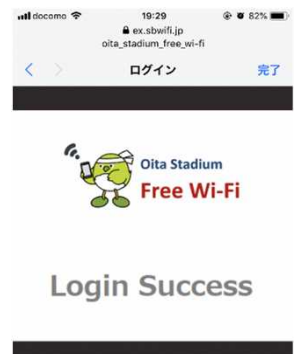 docomo 19:29 82%
ex.sbwifi.jp
oita_stadium_free_wi-fi
ログイン 完了
Oita Stadium
Free Wi-Fi
Login Success